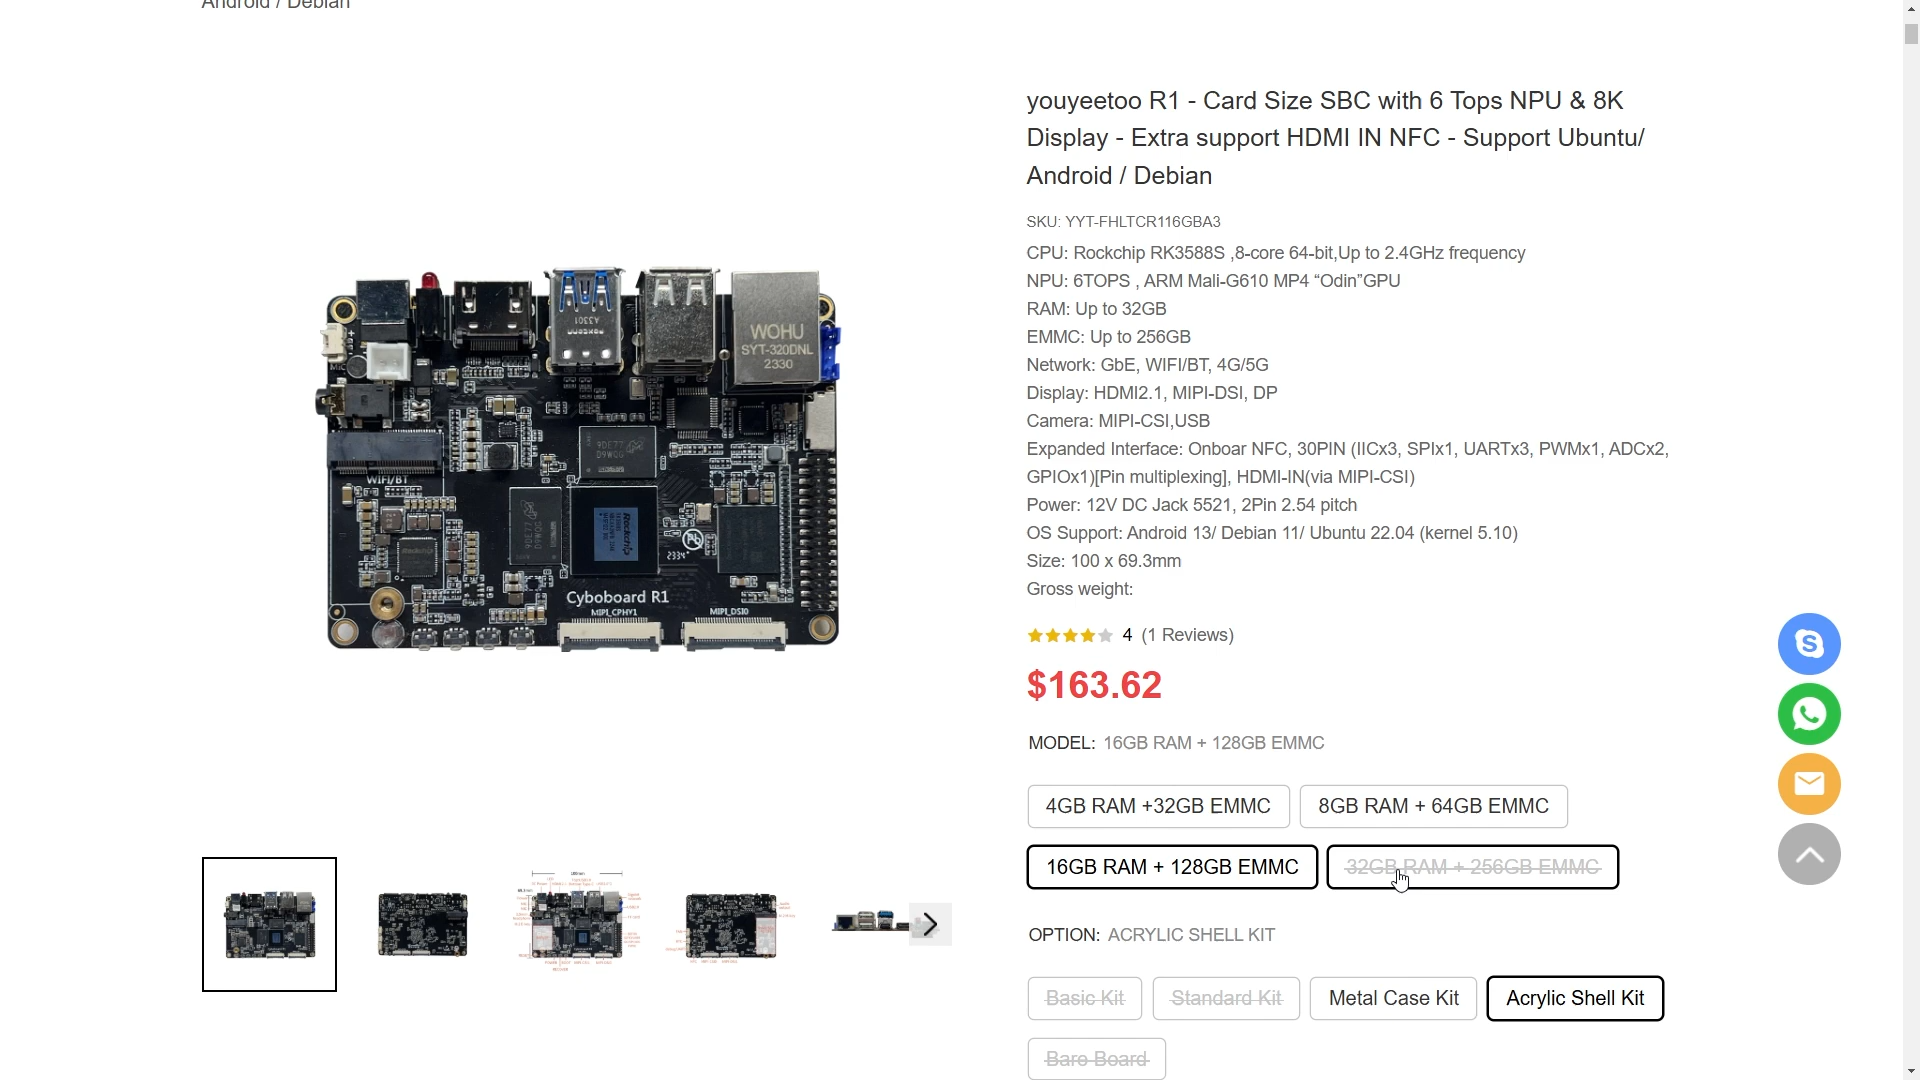 Android / Debian
youyeetoo R1 - Card Size SBC with 6 Tops NPU & 8K
Display - Extra support HDMI IN NFC - Support Ubuntu/
Android / Debian
SKU: YYT-FHLTCR116GBA3
CPU: Rockchip RK3588S ,8-core 64-bit,Up to 2.4GHz frequency
NPU: 6TOPS , ARM Mali-G610 MP4 “Odin”GPU
RAM: Up to 32GB
EMMC: Up to 256GB
Network: GbE, WIFI/BT, 4G/5G
Display: HDMI2.1, MIPI-DSI, DP
Camera: MIPI-CSI,USB
Expanded Interface: Onboar NFC, 30PIN (IICx3, SPIx1, UARTx3, PWMx1, ADCx2,
GPIOx1)[Pin multiplexing], HDMI-IN(via MIPI-CSI)
Power: 12V DC Jack 5521, 2Pin 2.54 pitch
OS Support: Android 13/ Debian 11/ Ubuntu 22.04 (kernel 5.10)
Size: 100 x 69.3mm
Gross weight:
4 (1 Reviews)
$163.62
MODEL: 16GB RAM + 128GB EMMC
4GB RAM +32GB EMMC
8GB RAM + 64GB EMMC
16GB RAM + 128GB EMMC
32GB RAM + 256GB EMMC
OPTION: ACRYLIC SHELL KIT
Basic Kit
Standard Kit
Metal Case Kit
Acrylic Shell Kit
Bare Board
WOHU
SYT-320DNL
2330
WIFI/BT
9DE77
D9WCG
Rockchip
2334
Cyboboard R1
MIPI_CPHY1
MIPI_DSI0